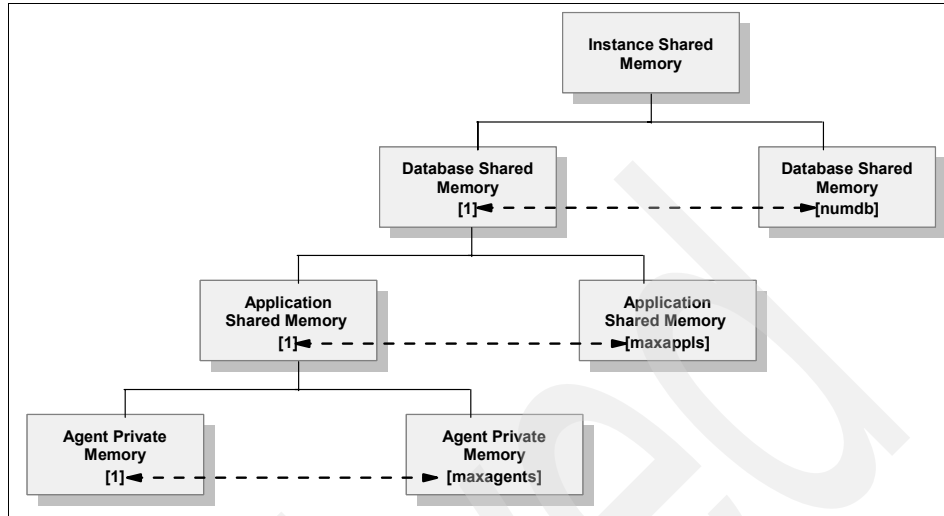 Instance Shared
Memory
Database Shared
Memory
[1]
Database Shared
Memory
[numdb]
Application
Shared Memory
[1]
Application
Shared Memory
[maxappls]
Agent Private
Memory
[1]
Agent Private
Memory
[maxagents]